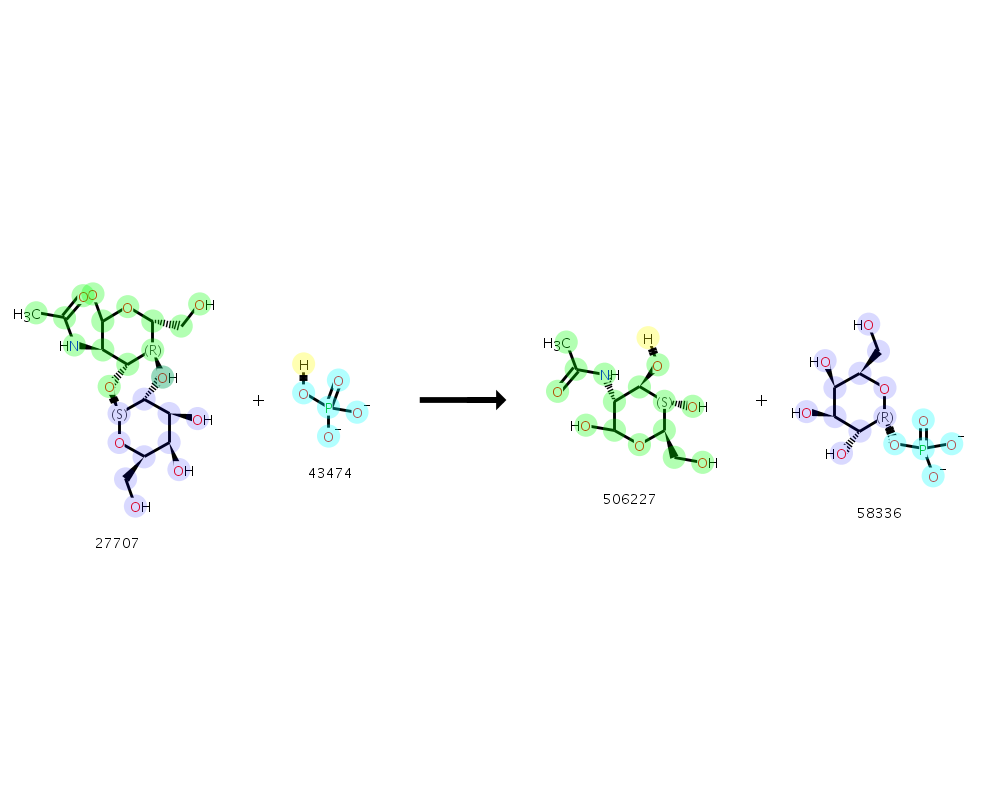 O O O OH
H₃C
HN (R)
O OH
(S) OH
O
OH
OH
27707
+
H
O O
P O⁻
O⁻
43474
H
H₃C O
NH
O (S) OH
HO
O
OH
506227
+
HO
HO
O
HO (R) O
HO O P O⁻
O⁻
58336